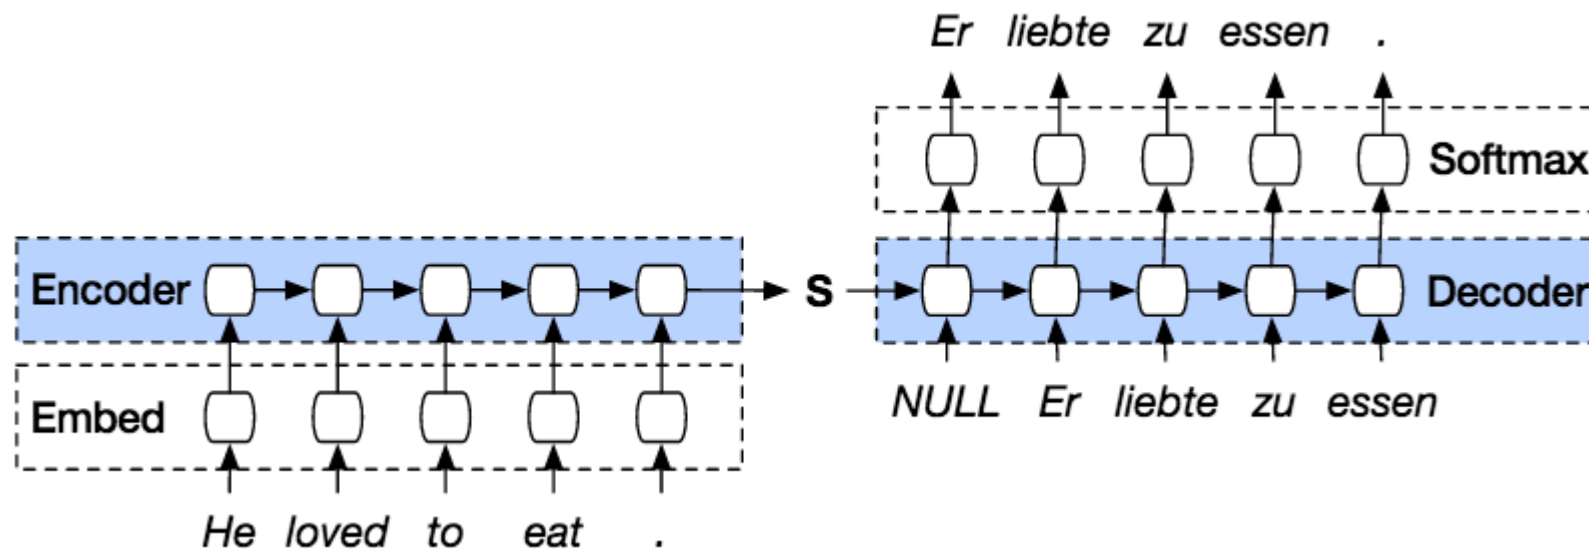 Er liebte zu essen .
Softmax
Encoder S Decoder
NULL Er liebte zu essen
Embed
He loved to eat .